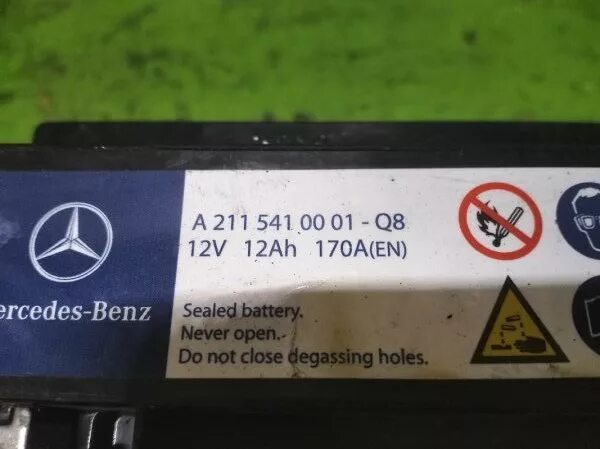 A 211 541 00 01 - Q8
12V 12Ah 170A(EN)
ercedes-Benz
Sealed battery.
Never open.
Do not close degassing holes.